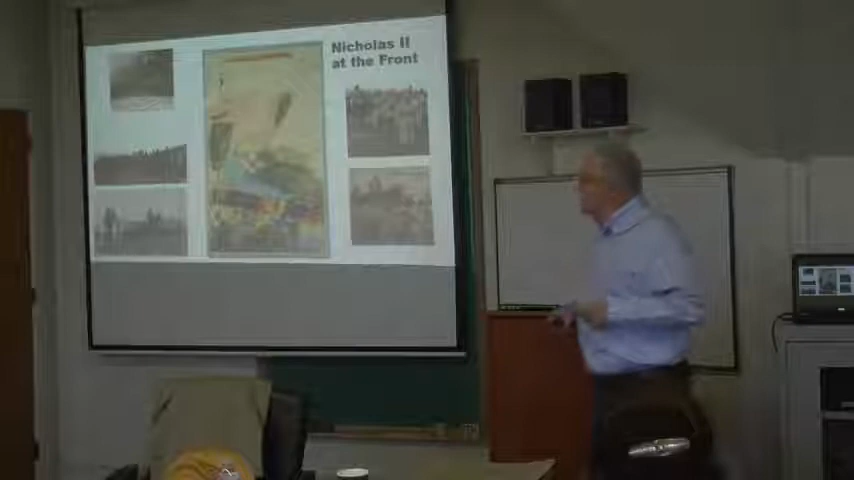 Nicholas II
at the Front